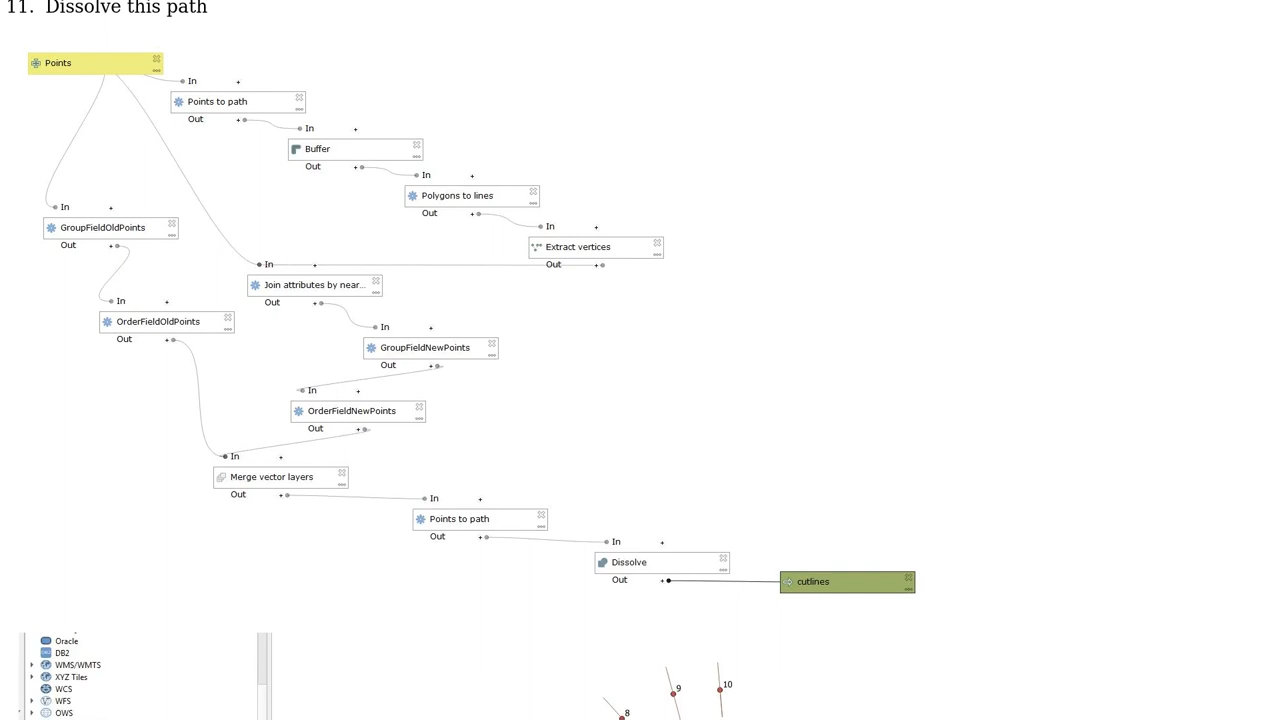 11. Dissolve this path
Points
In
Points to path
Out
In
Buffer
Out
In
Polygons to lines
Out
In
Extract vertices
Out
In
GroupFieldOldPoints
Out
In
Join attributes by near...
Out
In
OrderFieldOldPoints
Out
In
GroupFieldNewPoints
Out
In
OrderFieldNewPoints
Out
In
Merge vector layers
Out
In
Points to path
Out
In
Dissolve
Out
cutlines
Oracle
DB2
WMS/WMTS
XYZ Tiles
WCS
WFS
OWS
8
9
10